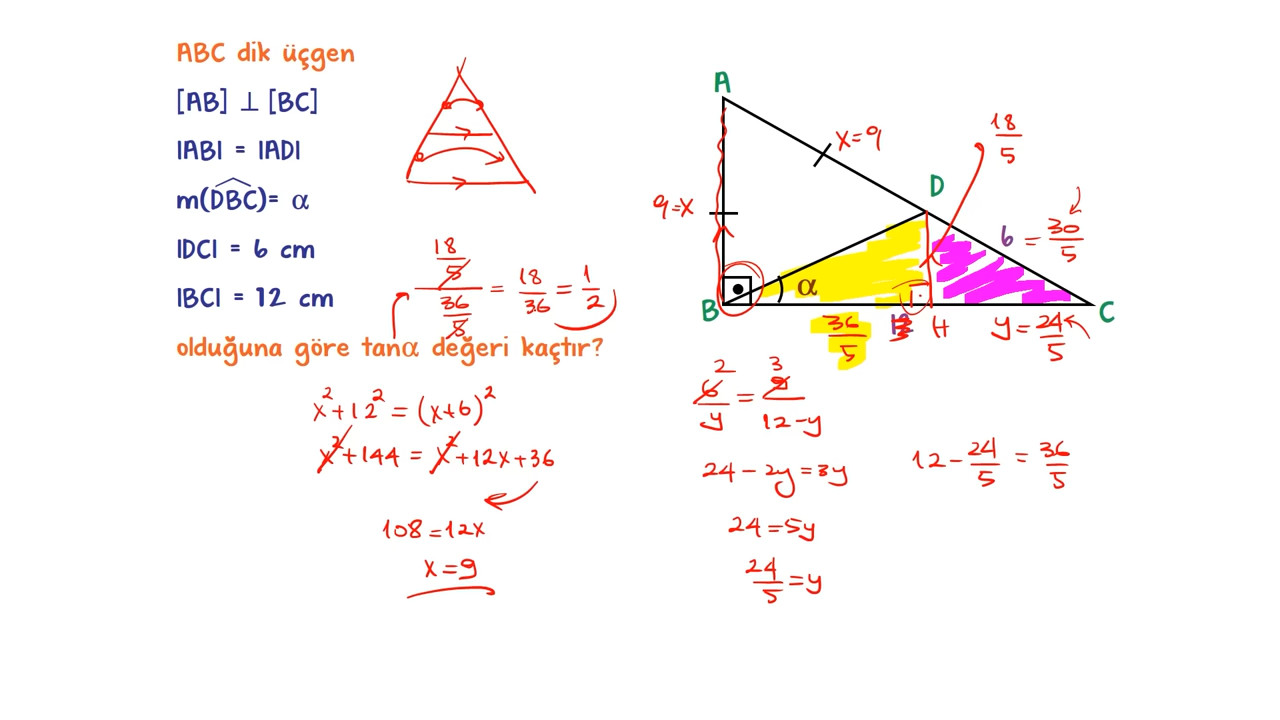 ABC dik üçgen
[AB] ⊥ [BC]
|AB| = |AD|
m(DBC)= α
|DC| = 6 cm
|BC| = 12 cm
olduğuna göre tanα değeri kaçtır?
18/5 / 36/5 = 18/36 = 1/2
x²+12² = (x+6)²
x²+144 = x²+12x+36
108=12x
x=9
A
x=9
9=x
D
18/5
6 = 30/5
α
B
36/5
H
y=24/5
C
6/y = 9/12-y
2
3
24-2y=3y
24=5y
24/5=y
12-24/5 = 36/5